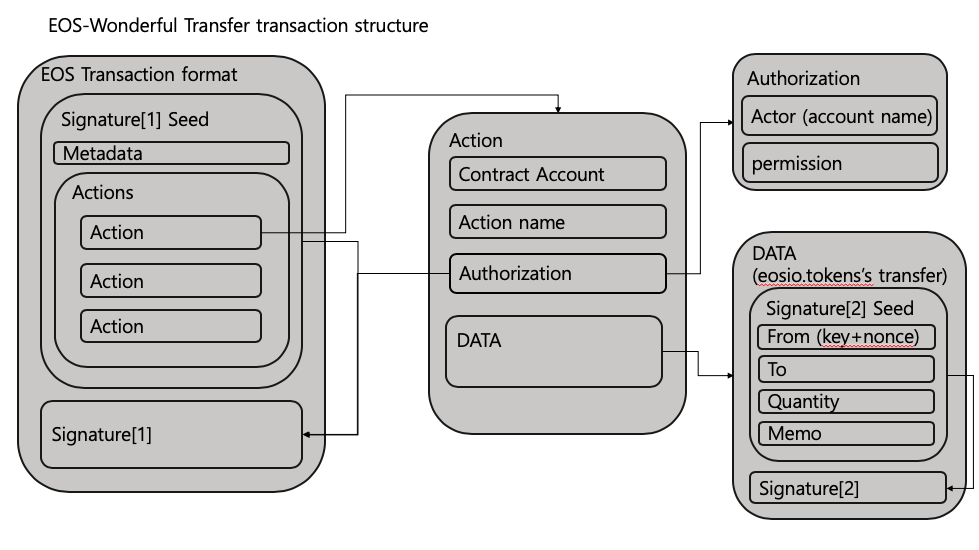 EOS-Wonderful Transfer transaction structure
EOS Transaction format
Signature[1] Seed
Metadata
Actions
Action
Action
Action
Signature[1]
Action
Contract Account
Action name
Authorization
DATA
Authorization
Actor (account name)
permission
DATA
(eosio.tokens's transfer)
Signature[2] Seed
From (key+nonce)
To
Quantity
Memo
Signature[2]